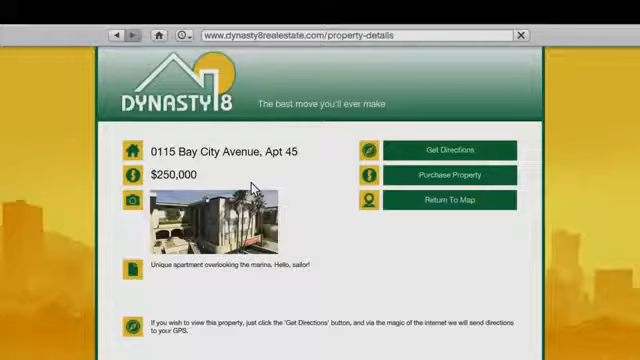 www.dynasty8realestate.com/property-details
DYNASTY8
The best move you'll ever make
0115 Bay City Avenue, Apt 45
$250,000
Get Directions
Purchase Property
Return To Map
Unique apartment overlooking the marina. Hello, sailor!
If you wish to view this property, just click the 'Get Directions' button, and via the magic of the internet we will send directions
to your GPS.